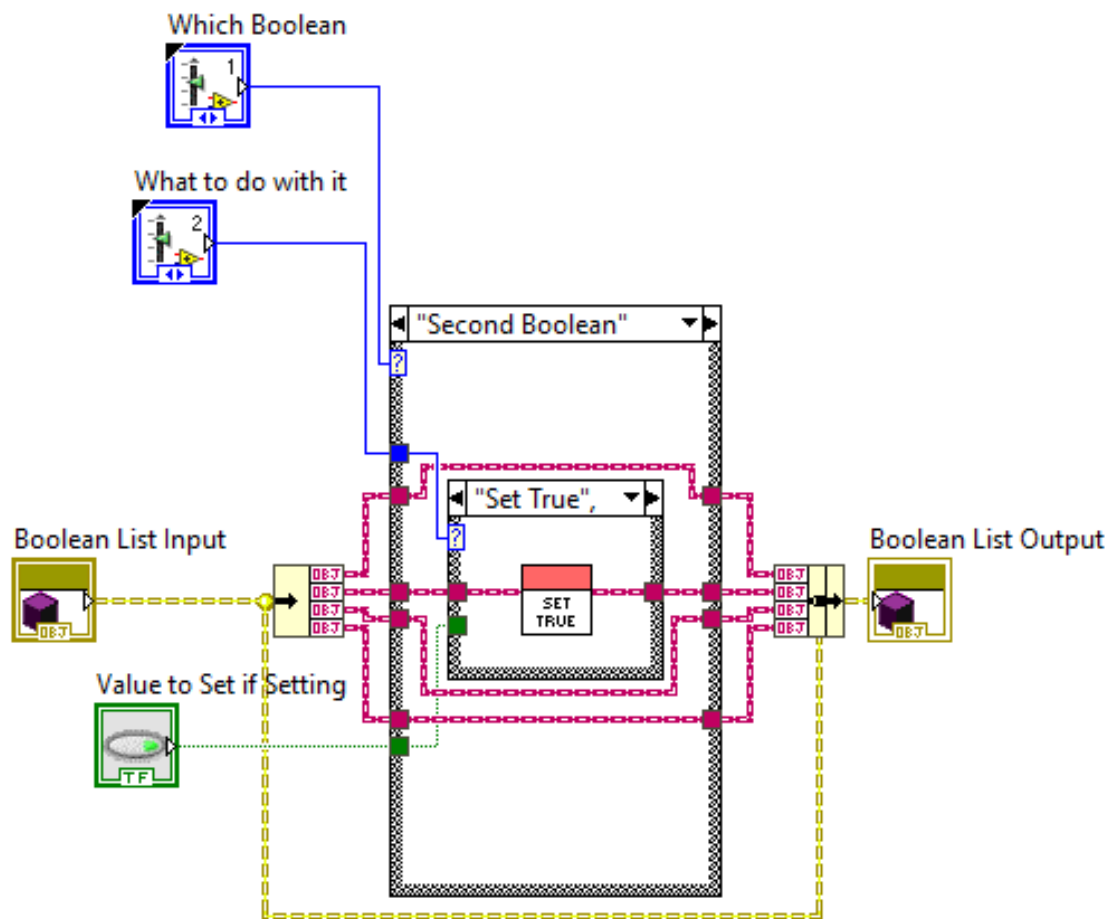 Which Boolean
1
What to do with it
2
"Second Boolean"
?
"Set True",
?
Boolean List Input
OBJ
OBJ
OBJ
OBJ
OBJ
SET
TRUE
Boolean List Output
OBJ
OBJ
OBJ
OBJ
OBJ
Value to Set if Setting
TF